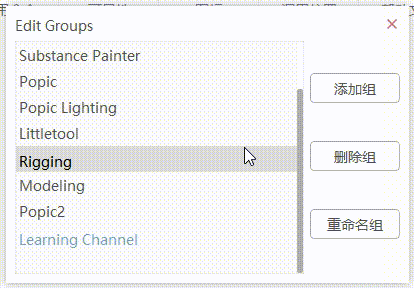 Edit Groups
Substance Painter
Popic
添加组
Popic Lighting
Littletool
Rigging
删除组
Modeling
Popic2
重命名组
Learning Channel